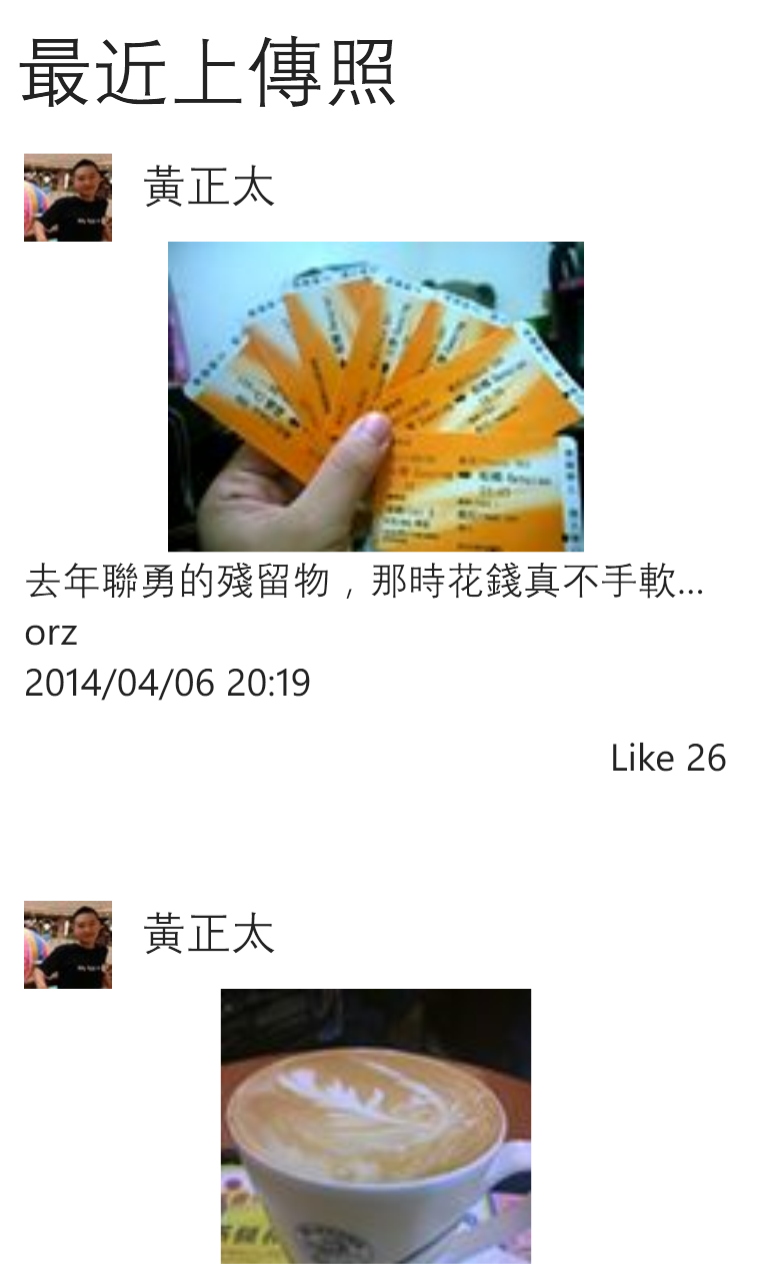 最近上傳照
黃正太
去年聯勇的殘留物，那時花錢真不手軟...
orz
2014/04/06 20:19
Like 26
黃正太